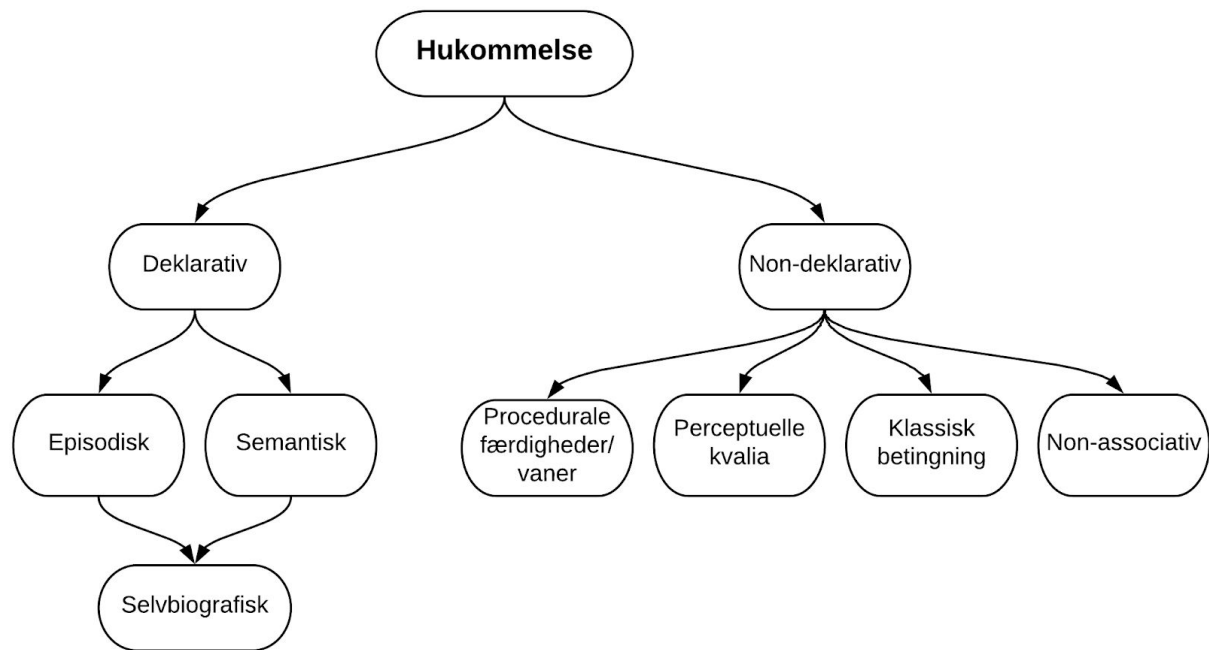 Hukommelse
Deklarativ
Non-deklarativ
Episodisk
Semantisk
Procedurale
færdigheder/
vaner
Perceptuelle
kvalia
Klassisk
betingning
Non-associativ
Selvbiografisk